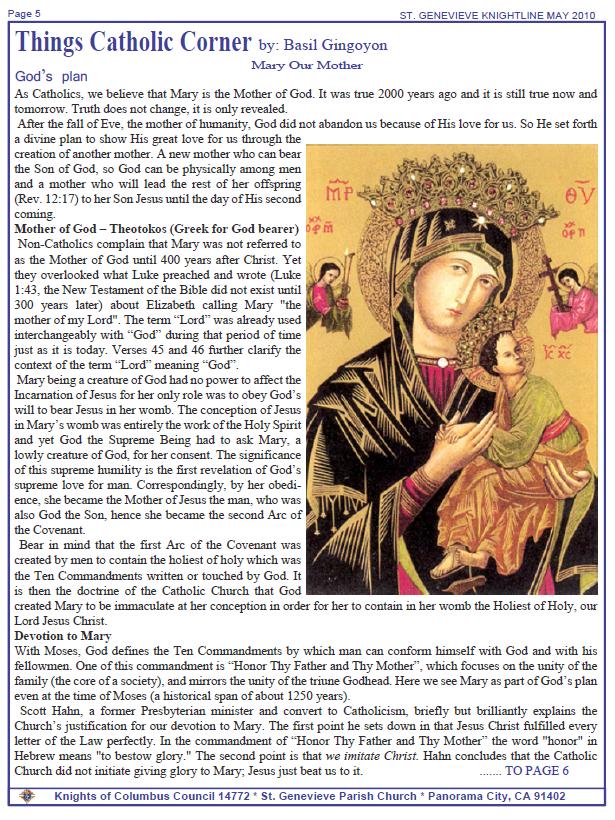 Page 5
ST. GENEVIEVE KNIGHTLINE MAY 2010
Things Catholic Corner by: Basil Gingoyon
Mary Our Mother
God's plan
As Catholics, we believe that Mary is the Mother of God. It was true 2000 years ago and it is still true now and
tomorrow. Truth does not change, it is only revealed.
After the fall of Eve, the mother of humanity, God did not abandon us because of His love for us. So He set forth
a divine plan to show His great love for us through the
creation of another mother. A new mother who can bear
the Son of God, so God can be physically among men
and a mother who will lead the rest of her offspring
(Rev. 12:17) to her Son Jesus until the day of His second
coming.
Mother of God – Theotokos (Greek for God bearer)
Non-Catholics complain that Mary was not referred to
as the Mother of God until 400 years after Christ. Yet
they overlooked what Luke preached and wrote (Luke
1:43, the New Testament of the Bible did not exist until
300 years later) about Elizabeth calling Mary "the
mother of my Lord". The term “Lord” was already used
interchangeably with “God” during that period of time
just as it is today. Verses 45 and 46 further clarify the
context of the term “Lord” meaning “God”.
Mary being a creature of God had no power to affect the
Incarnation of Jesus for her only role was to obey God's
will to bear Jesus in her womb. The conception of Jesus
in Mary's womb was entirely the work of the Holy Spirit
and yet God the Supreme Being had to ask Mary, a
lowly creature of God, for her consent. The significance
of this supreme humility is the first revelation of God's
supreme love for man. Correspondingly, by her obedi-
ence, she became the Mother of Jesus the man, who was
also God the Son, hence she became the second Arc of
the Covenant.
Bear in mind that the first Arc of the Covenant was
created by men to contain the holiest of holy which was
the Ten Commandments written or touched by God. It
is then the doctrine of the Catholic Church that God
created Mary to be immaculate at her conception in order for her to contain in her womb the Holiest of Holy, our
Lord Jesus Christ.
Devotion to Mary
With Moses, God defines the Ten Commandments by which man can conform himself with God and with his
fellowmen. One of this commandment is “Honor Thy Father and Thy Mother”, which focuses on the unity of the
family (the core of a society), and mirrors the unity of the triune Godhead. Here we see Mary as part of God's plan
even at the time of Moses (a historical span of about 1250 years).
Scott Hahn, a former Presbyterian minister and convert to Catholicism, briefly but brilliantly explains the
Church's justification for our devotion to Mary. The first point he sets down in that Jesus Christ fulfilled every
letter of the Law perfectly. In the commandment of “Honor Thy Father and Thy Mother” the word "honor" in
Hebrew means "to bestow glory." The second point is that we imitate Christ. Hahn concludes that the Catholic
Church did not initiate giving glory to Mary; Jesus just beat us to it. ....... TO PAGE 6
Knights of Columbus Council 14772 * St. Genevieve Parish Church * Panorama City, CA 91402